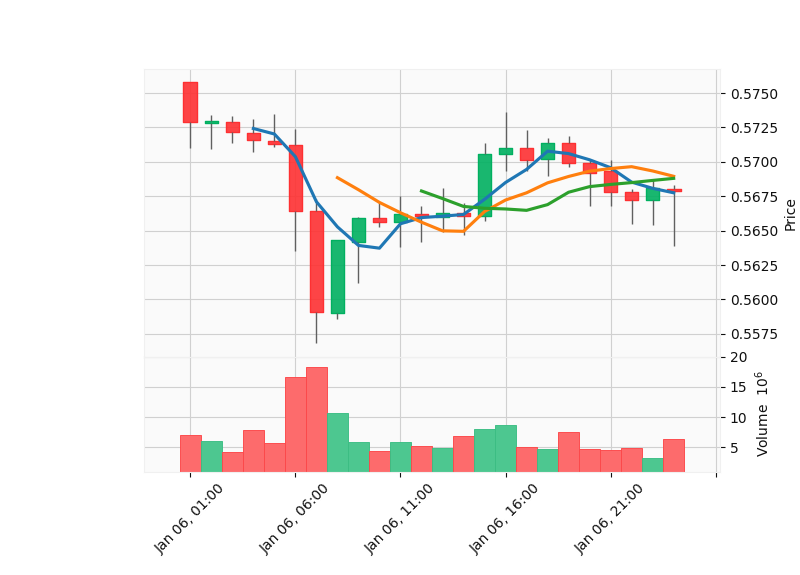 0.5750
0.5725
0.5700
0.5675
0.5650
0.5625
0.5600
0.5575
Price
20
15
10
5
Volume 10^6
Jan 06, 01:00
Jan 06, 06:00
Jan 06, 11:00
Jan 06, 16:00
Jan 06, 21:00